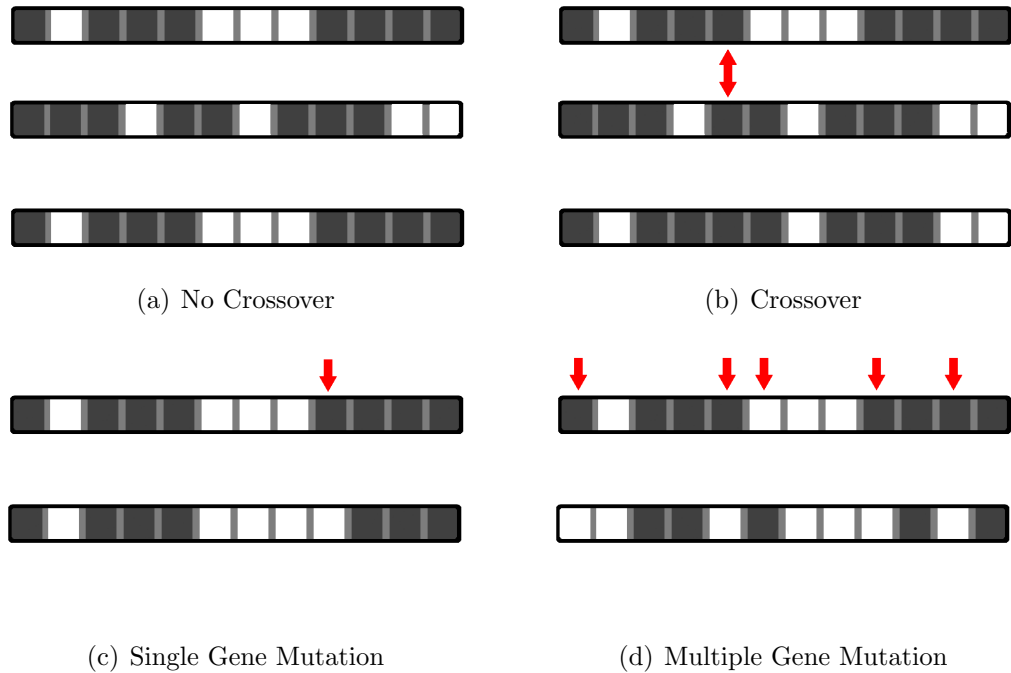 (a) No Crossover
(b) Crossover
(c) Single Gene Mutation
(d) Multiple Gene Mutation